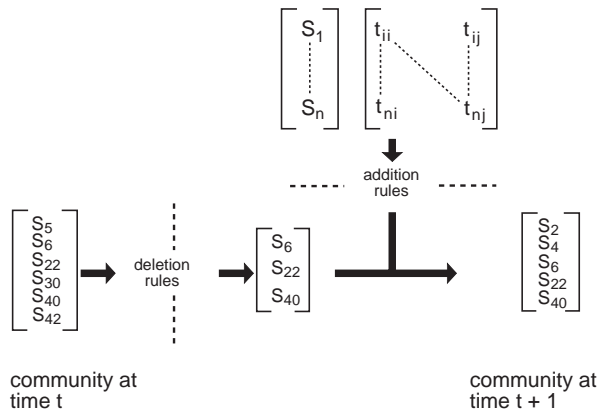 S1
Sn
tii tij
tni tnj
addition
rules
S5
S6
S22
S30
S40
S42
deletion
rules
S6
S22
S40
S2
S4
S6
S22
S40
community at
time t
community at
time t + 1